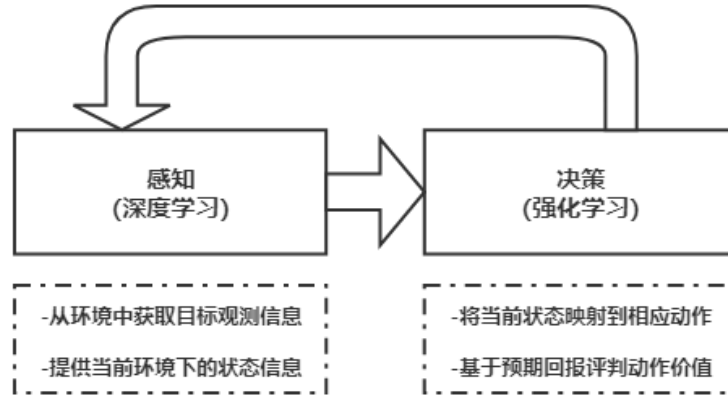 感知
(深度学习)
决策
(强化学习)
-从环境中获取目标观测信息
-提供当前环境下的状态信息
-将当前状态映射到相应动作
-基于预期回报评判动作价值